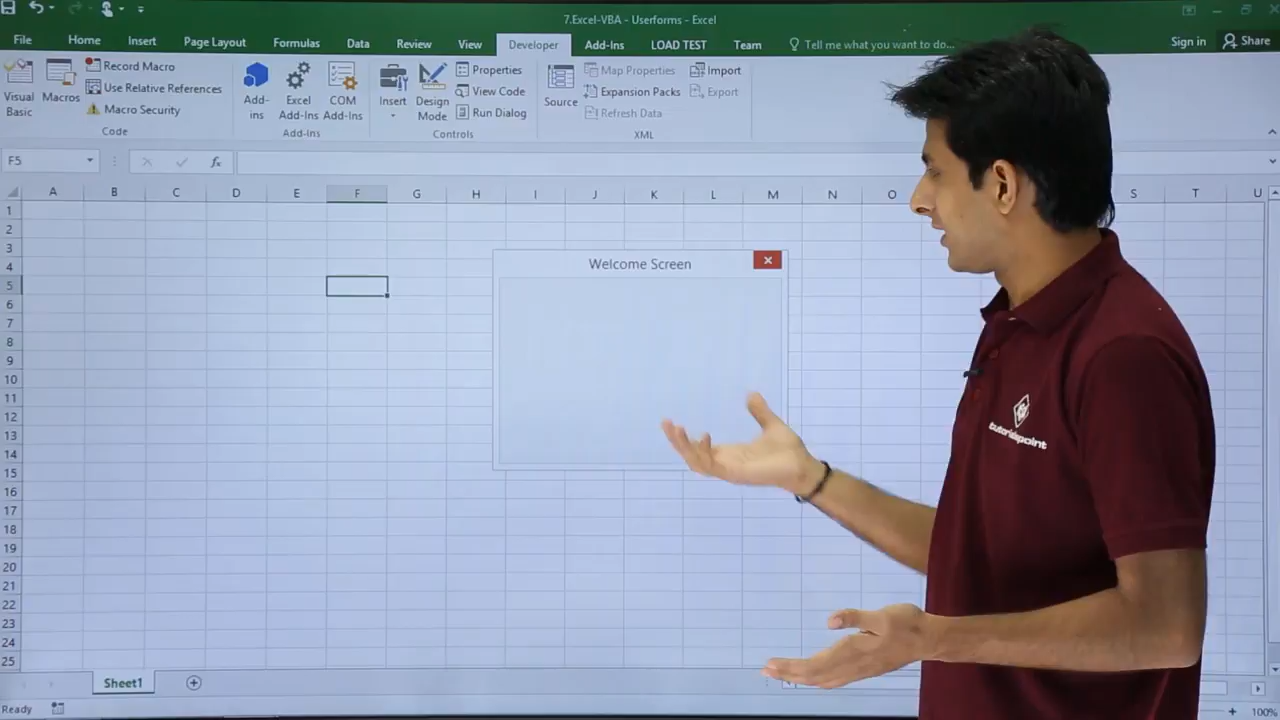 7.Excel-VBA - Userforms - Excel
File Home Insert Page Layout Formulas Data Review View Developer Add-Ins LOAD TEST Team Tell me what you want to do... Sign in Share
Visual Basic
Macros
Record Macro
Use Relative References
Macro Security
Code
Add-ins
Excel Add-Ins
COM Add-Ins
Add-Ins
Insert
Design Mode
Properties
View Code
Run Dialog
Controls
Source
Map Properties
Expansion Packs
Refresh Data
Import
Export
XML
F5 fx
A B C D E F G H I J K L M N O S T U
1
2
3
4
5
6
7
8
9
10
11
12
13
14
15
16
17
18
19
20
21
22
23
24
25
Welcome Screen
tutorialspoint
Sheet1
Ready 100%